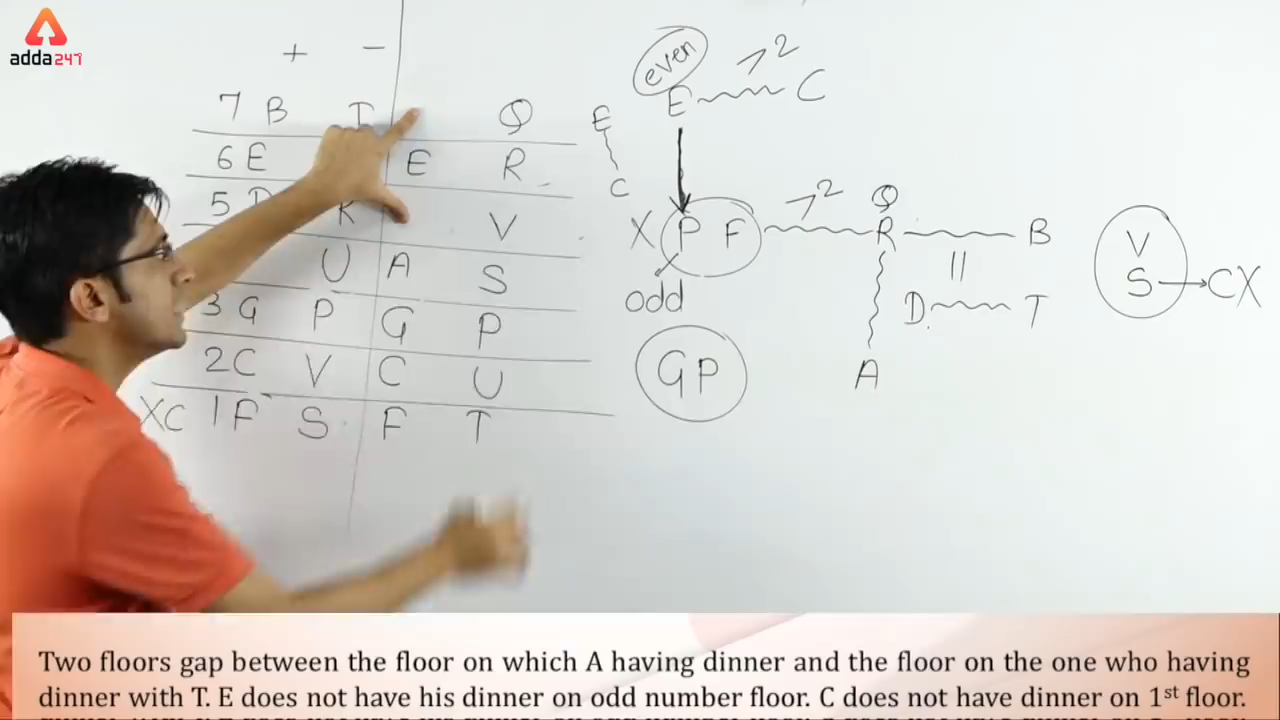 adda247
+ −
7 B T Q
6 E E R
5 D R V
U A S
3 G P G P
2 C V C U
XC 1 F S F T
E
C
even
72
E C
X P F 72 Q
R B
odd
||
D T
A
GP
V
S → CX
Two floors gap between the floor on which A having dinner and the floor on the one who having
dinner with T. E does not have his dinner on odd number floor. C does not have dinner on 1st floor.